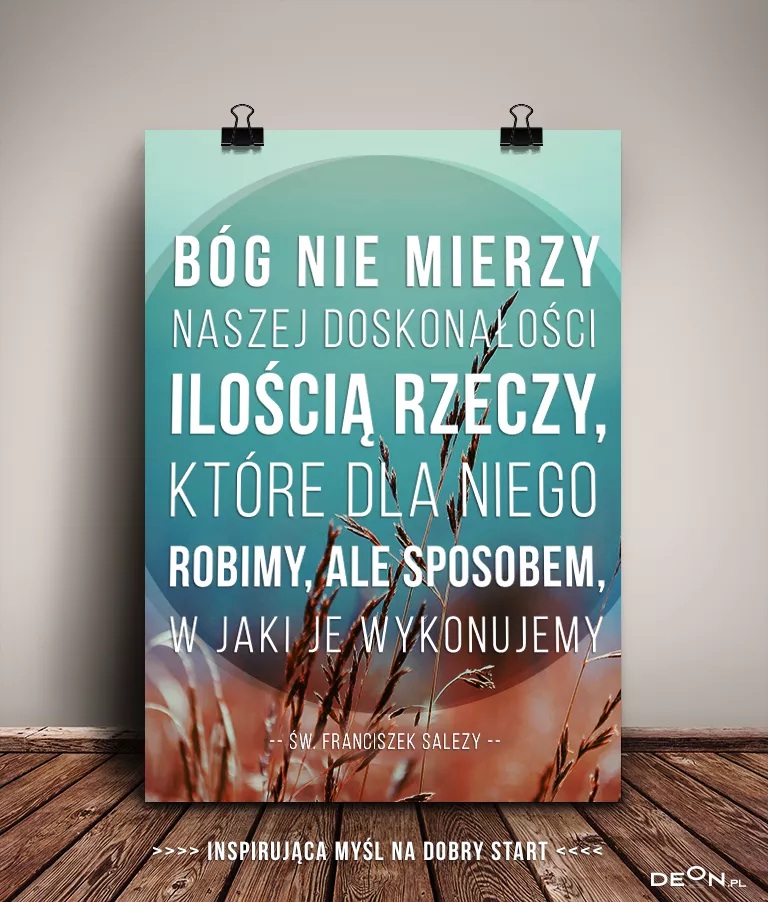 BÓG NIE MIERZY
NASZEJ DOSKONAŁOŚCI
ILOŚCIĄ RZECZY,
KTÓRE DLA NIEGO
ROBIMY, ALE SPOSOBEM,
W JAKI JE WYKONUJEMY
-- ŚW. FRANCISZEK SALEZY --
>>>> INSPIRUJĄCA MYŚL NA DOBRY START <<<<
DEON.PL